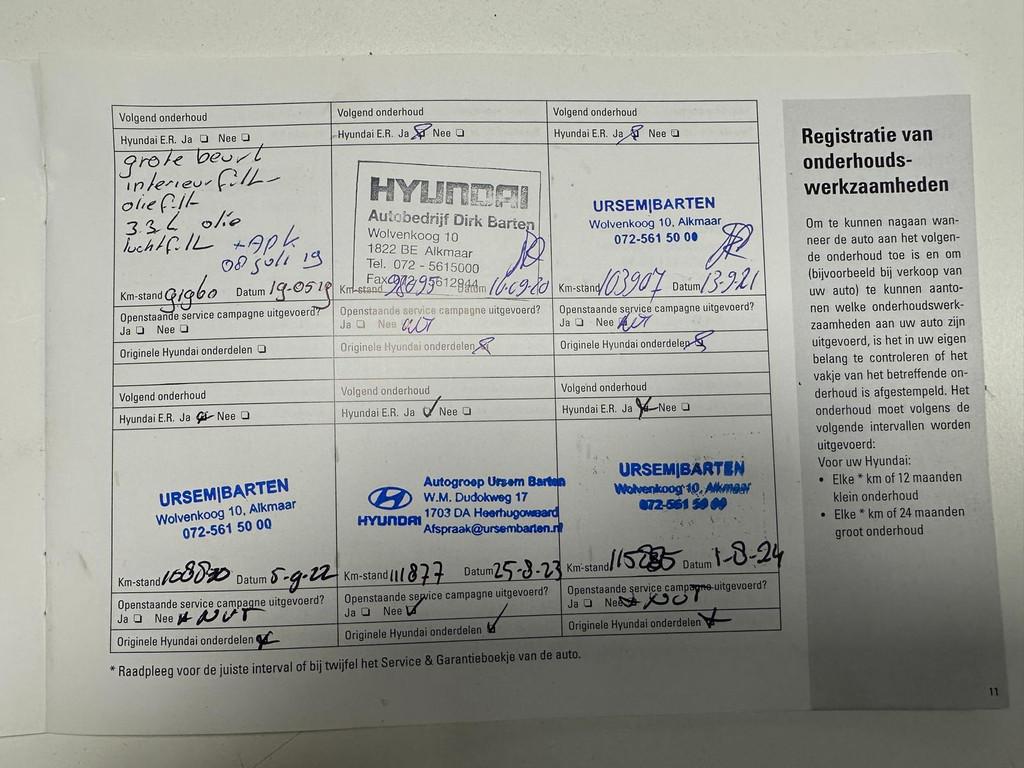 Volgend onderhoud
Hyundai E.R. Ja ❏ Nee ❏
grote beurt
interieurfilt
oliefilt
3.3 L olie
luchtfilt + APK
08 juli 19
Km-stand 91960 Datum 19-0519
Openstaande service campagne uitgevoerd?
Ja ❏ Nee ❏
Originele Hyundai onderdelen ❏
Volgend onderhoud
Hyundai E.R. Ja Nee ❏
HYUNDAI
Autobedrijf Dirk Barten
Wolvenkoog 10
1822 BE Alkmaar
Tel. 072 - 5615000
Fax 072-5612944
Km-stand Datum 10-09-20
Openstaande service campagne uitgevoerd?
Ja ❏ Nee NVT
Originele Hyundai onderdelen
Volgend onderhoud
Hyundai E.R. Ja Nee ❏
URSEM|BARTEN
Wolvenkoog 10, Alkmaar
072-561 50 00
Km-stand 103907 Datum 13-9-21
Openstaande service campagne uitgevoerd?
Ja ❏ Nee NVT
Originele Hyundai onderdelen
Volgend onderhoud
Hyundai E.R. Ja Nee ❏
URSEM|BARTEN
Wolvenkoog 10, Alkmaar
072-561 50 00
Km-stand Datum 5-9-22
Openstaande service campagne uitgevoerd?
Ja ❏ Nee NVT
Originele Hyundai onderdelen
Volgend onderhoud
Hyundai E.R. Ja Nee ❏
HYUNDAI
Autogroep Ursem Barten
W.M. Dudokweg 17
1703 DA Heerhugowaard
Afspraak@ursembarten.nl
Km-stand 111877 Datum 25-8-23
Openstaande service campagne uitgevoerd?
Ja ❏ Nee
Originele Hyundai onderdelen
Volgend onderhoud
Hyundai E.R. Ja Nee ❏
URSEM|BARTEN
Wolvenkoog 10, Alkmaar
072-561 50 00
Km-stand Datum 1-8-24
Openstaande service campagne uitgevoerd?
Ja ❏ Nee NVT
Originele Hyundai onderdelen
* Raadpleeg voor de juiste interval of bij twijfel het Service & Garantieboekje van de auto.
Registratie van
onderhouds-
werkzaamheden
Om te kunnen nagaan wan-
neer de auto aan het volgen-
de onderhoud toe is en om
(bijvoorbeeld bij verkoop van
uw auto) te kunnen aanto-
nen welke onderhoudswerk-
zaamheden aan uw auto zijn
uitgevoerd, is het in uw eigen
belang te controleren of het
vakje van het betreffende on-
derhoud is afgestempeld. Het
onderhoud moet volgens de
volgende intervallen worden
uitgevoerd:
Voor uw Hyundai:
• Elke * km of 12 maanden
klein onderhoud
• Elke * km of 24 maanden
groot onderhoud
11